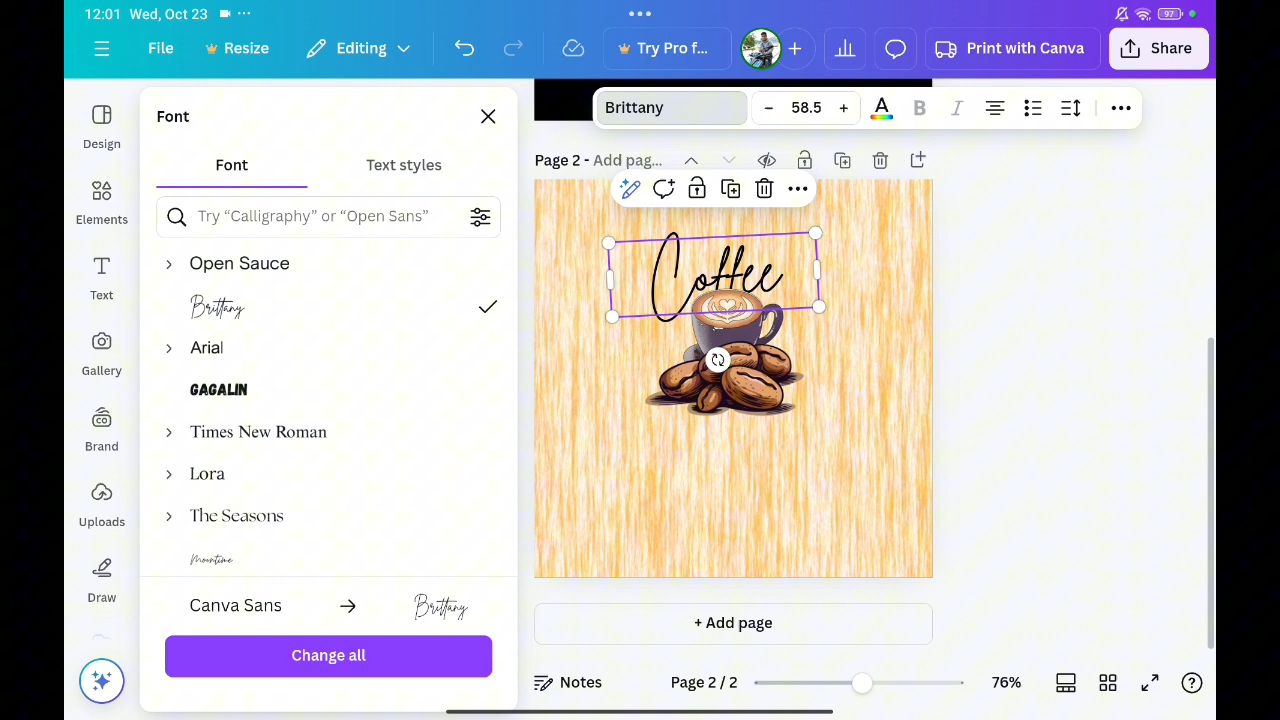 12:01 Wed, Oct 23
97
File
Resize
Editing
Try Pro f...
Print with Canva
Share
Design
Elements
Text
Gallery
Brand
Uploads
Draw
Font
Font
Text styles
Try “Calligraphy” or “Open Sans”
Open Sauce
Brittany
Arial
GAGALIN
Times New Roman
Lora
The Seasons
Moontime
Canva Sans
Brittany
Change all
Brittany
– 58.5 +
A
B
I
Page 2 - Add pag...
Coffee
+ Add page
Notes
Page 2 / 2
76%